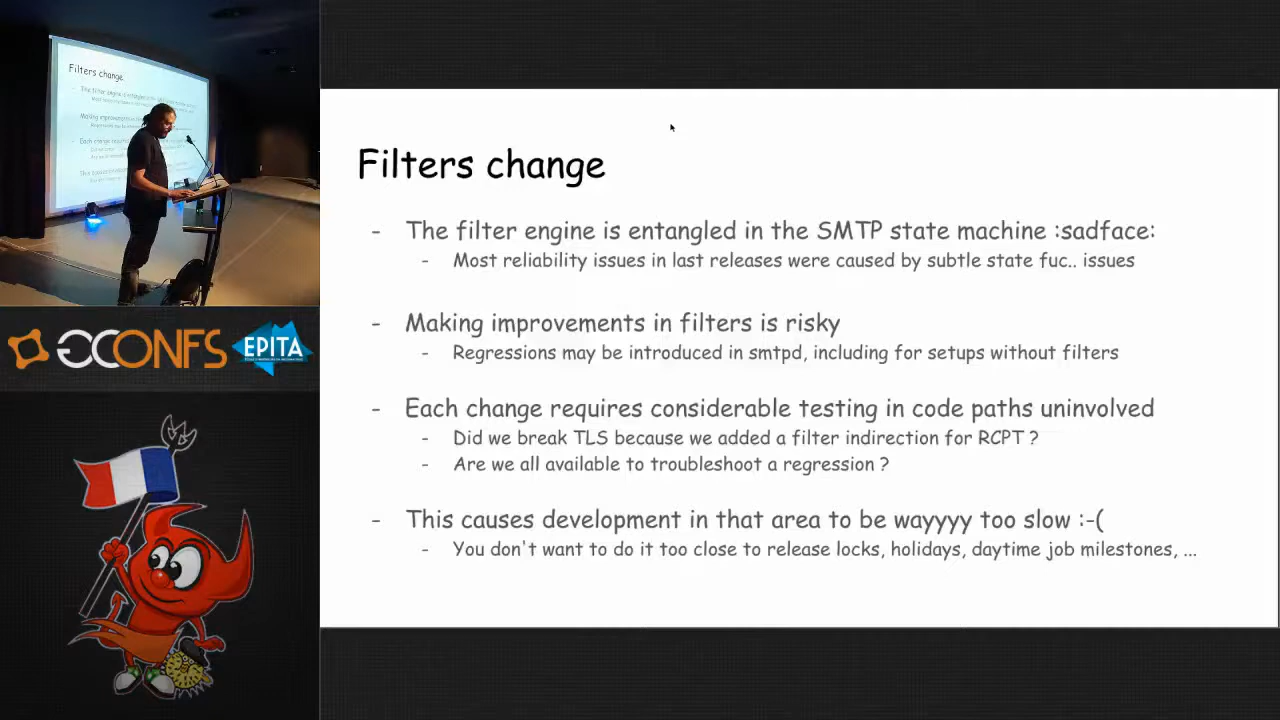 Filters change
- The filter engine is entangled in the SMTP state machine :sadface:
- Most reliability issues in last releases were caused by subtle state fuc.. issues
- Making improvements in filters is risky
- Regressions may be introduced in smtpd, including for setups without filters
- Each change requires considerable testing in code paths uninvolved
- Did we break TLS because we added a filter indirection for RCPT ?
- Are we all available to troubleshoot a regression ?
- This causes development in that area to be wayyyy too slow :-(
- You don't want to do it too close to release locks, holidays, daytime job milestones, ...
Filters change
CONFS
EPITA